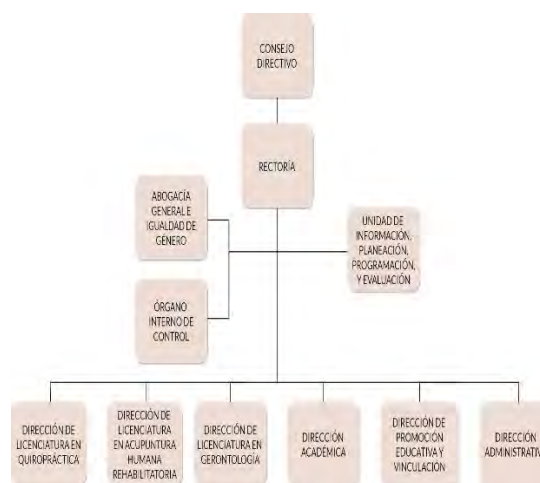 CONSEJO
DIRECTIVO
RECTORÍA
ABOGACÍA
GENERAL E
IGUALDAD DE
GÉNERO
UNIDAD DE
INFORMACIÓN,
PLANEACIÓN,
PROGRAMACIÓN,
Y EVALUACIÓN
ÓRGANO
INTERNO DE
CONTROL
DIRECCIÓN DE
LICENCIATURA EN
QUIROPRÁCTICA
DIRECCIÓN DE
LICENCIATURA
EN ACUPUNTURA
HUMANA
REHABILITATORIA
DIRECCIÓN DE
LICENCIATURA EN
GERONTOLOGÍA
DIRECCIÓN
ACADÉMICA
DIRECCIÓN DE
PROMOCIÓN
EDUCATIVA Y
VINCULACIÓN
DIRECCIÓN
ADMINISTRATIV